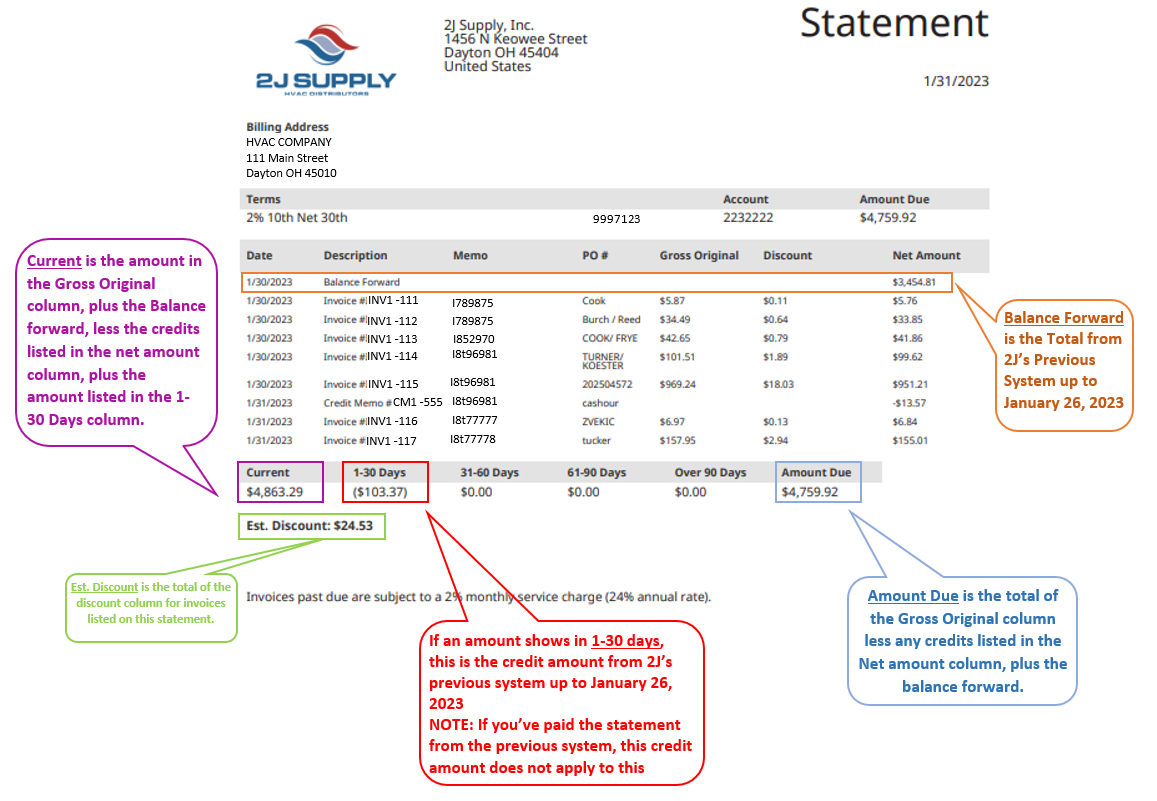 2J SUPPLY
HVAC DISTRIBUTORS
2J Supply, Inc.
1456 N Keowee Street
Dayton OH 45404
United States
Statement
1/31/2023
Billing Address
HVAC COMPANY
111 Main Street
Dayton OH 45010
Terms Account Amount Due
2% 10th Net 30th 9997123 2232222 $4,759.92
Date Description Memo PO # Gross Original Discount Net Amount
1/30/2023 Balance Forward $3,454.81
1/30/2023 Invoice #INV1 -111 I789875 Cook $5.87 $0.11 $5.76
1/30/2023 Invoice #INV1 -112 I789875 Burch / Reed $34.49 $0.64 $33.85
1/30/2023 Invoice #INV1 -113 I852970 COOK/ FRYE $42.65 $0.79 $41.86
1/30/2023 Invoice #INV1 -114 I8t96981 TURNER/ $101.51 $1.89 $99.62
KOESTER
1/30/2023 Invoice #INV1 -115 I8t96981 202504572 $969.24 $18.03 $951.21
1/31/2023 Credit Memo #CM1 -555 I8t96981 cashour -$13.57
1/31/2023 Invoice #INV1 -116 I8t77777 ZVEKIC $6.97 $0.13 $6.84
1/31/2023 Invoice #INV1 -117 I8t77778 tucker $157.95 $2.94 $155.01
Current 1-30 Days 31-60 Days 61-90 Days Over 90 Days Amount Due
$4,863.29 ($103.37) $0.00 $0.00 $0.00 $4,759.92
Est. Discount: $24.53
Invoices past due are subject to a 2% monthly service charge (24% annual rate).
Current is the amount in
the Gross Original
column, plus the Balance
forward, less the credits
listed in the net amount
column, plus the
amount listed in the 1-
30 Days column.
Balance Forward
is the Total from
2J's Previous
System up to
January 26, 2023
Est. Discount is the total of the
discount column for invoices
listed on this statement.
If an amount shows in 1-30 days,
this is the credit amount from 2J's
previous system up to January 26,
2023
NOTE: If you've paid the statement
from the previous system, this credit
amount does not apply to this
Amount Due is the total of
the Gross Original column
less any credits listed in the
Net amount column, plus the
balance forward.